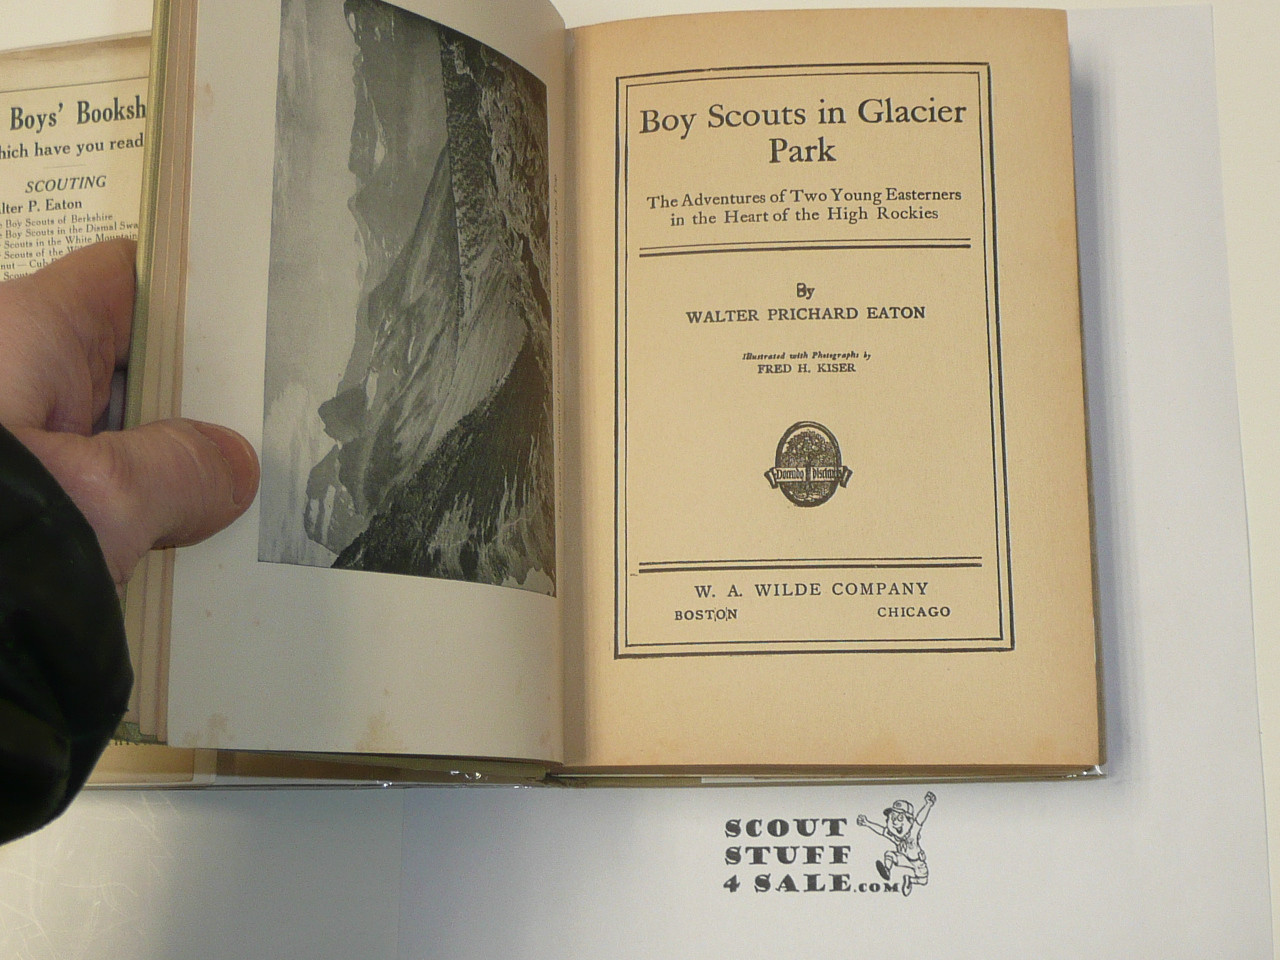 Boys' Booksh
hich have you read
SCOUTING
lter P. Eaton
Boy Scouts of Berkshire
Boy Scouts in the Dismal Swa
Scouts in the White Mountain
Scouts of the
Boy Scouts in Glacier
Park
The Adventures of Two Young Easterners
in the Heart of the High Rockies
By
WALTER PRICHARD EATON
Illustrated with Photographs by
FRED H. KISER
W. A. WILDE COMPANY
BOSTON CHICAGO
SCOUT
STUFF
4 SALE.COM